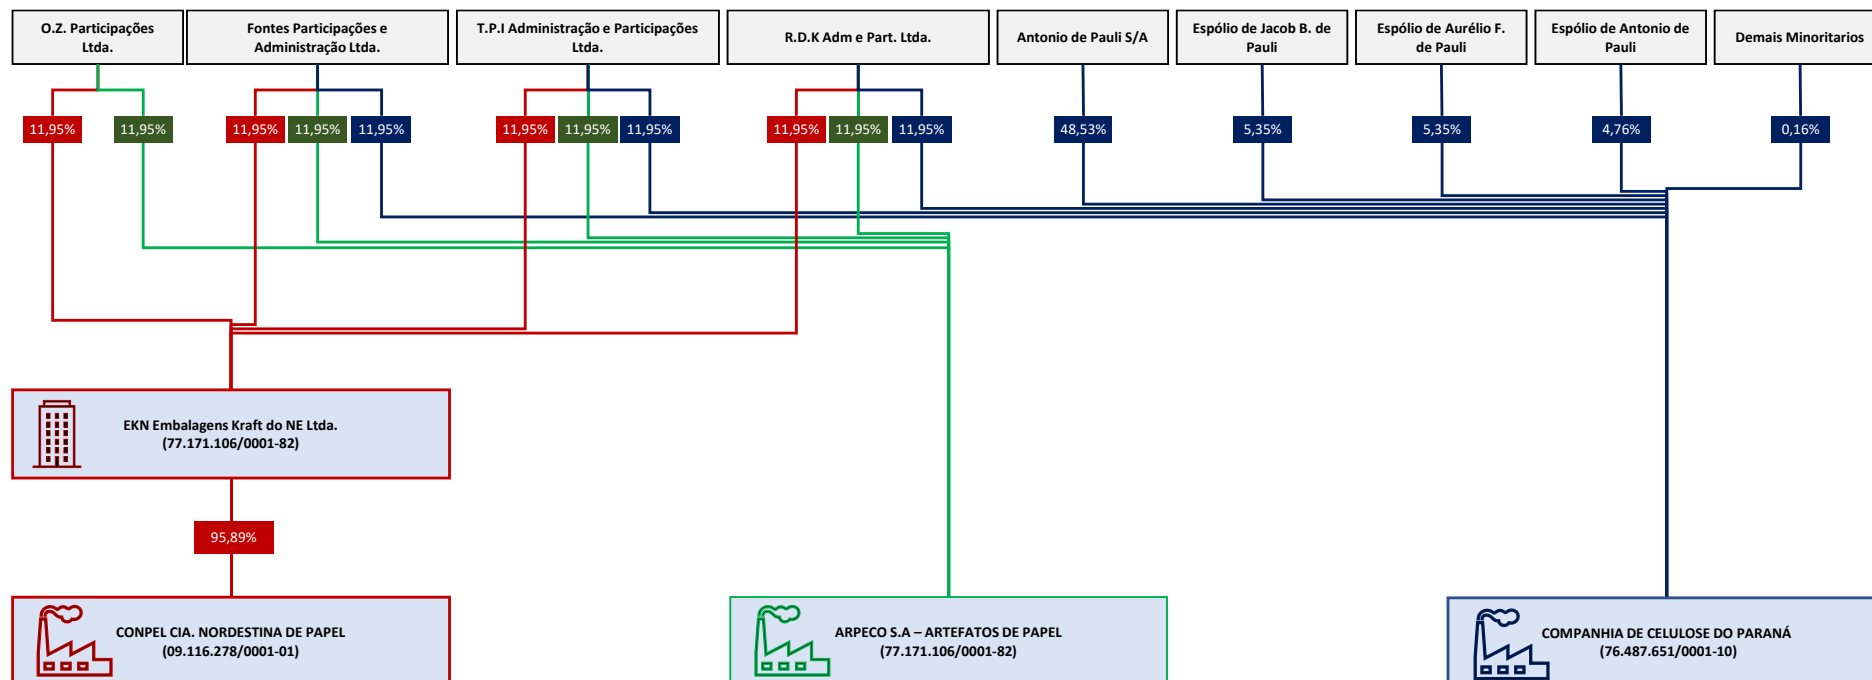 O.Z. Participações
Ltda.
Fontes Participações e
Administração Ltda.
T.P.I Administração e Participações
Ltda.
R.D.K Adm e Part. Ltda.
Antonio de Pauli S/A
Espólio de Jacob B. de
Pauli
Espólio de Aurélio F.
de Pauli
Espólio de Antonio de
Pauli
Demais Minoritarios
11,95%
11,95%
11,95%
11,95%
11,95%
11,95%
11,95%
11,95%
11,95%
11,95%
11,95%
48,53%
5,35%
5,35%
4,76%
0,16%
EKN Embalagens Kraft do NE Ltda.
(77.171.106/0001-82)
95,89%
CONPEL CIA. NORDESTINA DE PAPEL
(09.116.278/0001-01)
ARPECO S.A – ARTEFATOS DE PAPEL
(77.171.106/0001-82)
COMPANHIA DE CELULOSE DO PARANÁ
(76.487.651/0001-10)